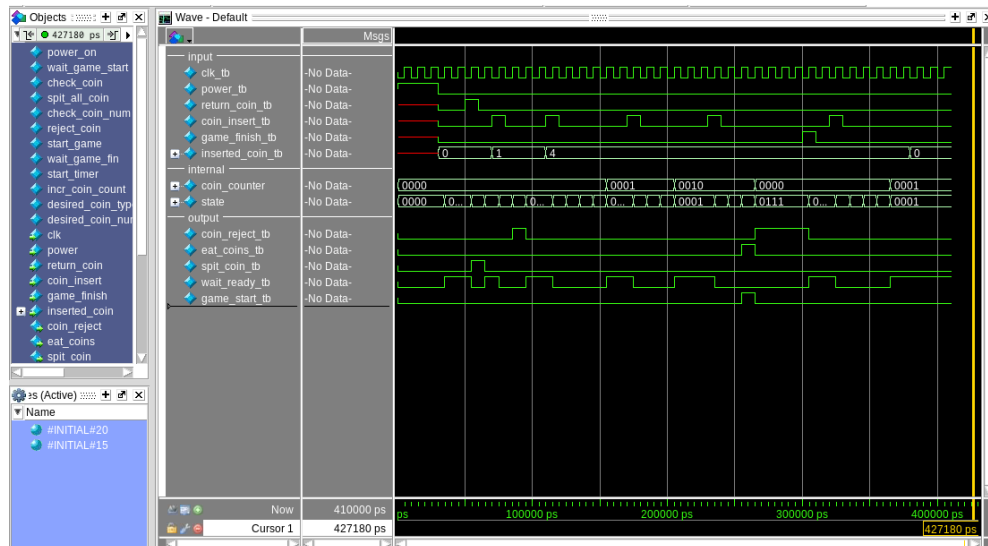 Objects
427180 ps
power_on
wait_game_start
check_coin
spit_all_coin
check_coin_num
reject_coin
start_game
wait_game_fin
start_timer
incr_coin_count
desired_coin_typ
desired_coin_nur
clk
power
return_coin
coin_insert
game_finish
inserted_coin
coin_reject
eat_coins
spit_coin
es (Active)
Name
#INITIAL#20
#INITIAL#15
Wave - Default
Msgs
input
clk_tb -No Data-
power_tb -No Data-
return_coin_tb -No Data-
coin_insert_tb -No Data-
game_finish_tb -No Data-
inserted_coin_tb -No Data- 0 1 4 0
internal
coin_counter -No Data- 0000 0001 0010 0000 0001
state -No Data- 0000 0... 0... 0... 0001 0111 0... 0001
output
coin_reject_tb -No Data-
eat_coins_tb -No Data-
spit_coin_tb -No Data-
wait_ready_tb -No Data-
game_start_tb -No Data-
Now 410000 ps ps 100000 ps 200000 ps 300000 ps 400000 ps
Cursor 1 427180 ps 427180 ps